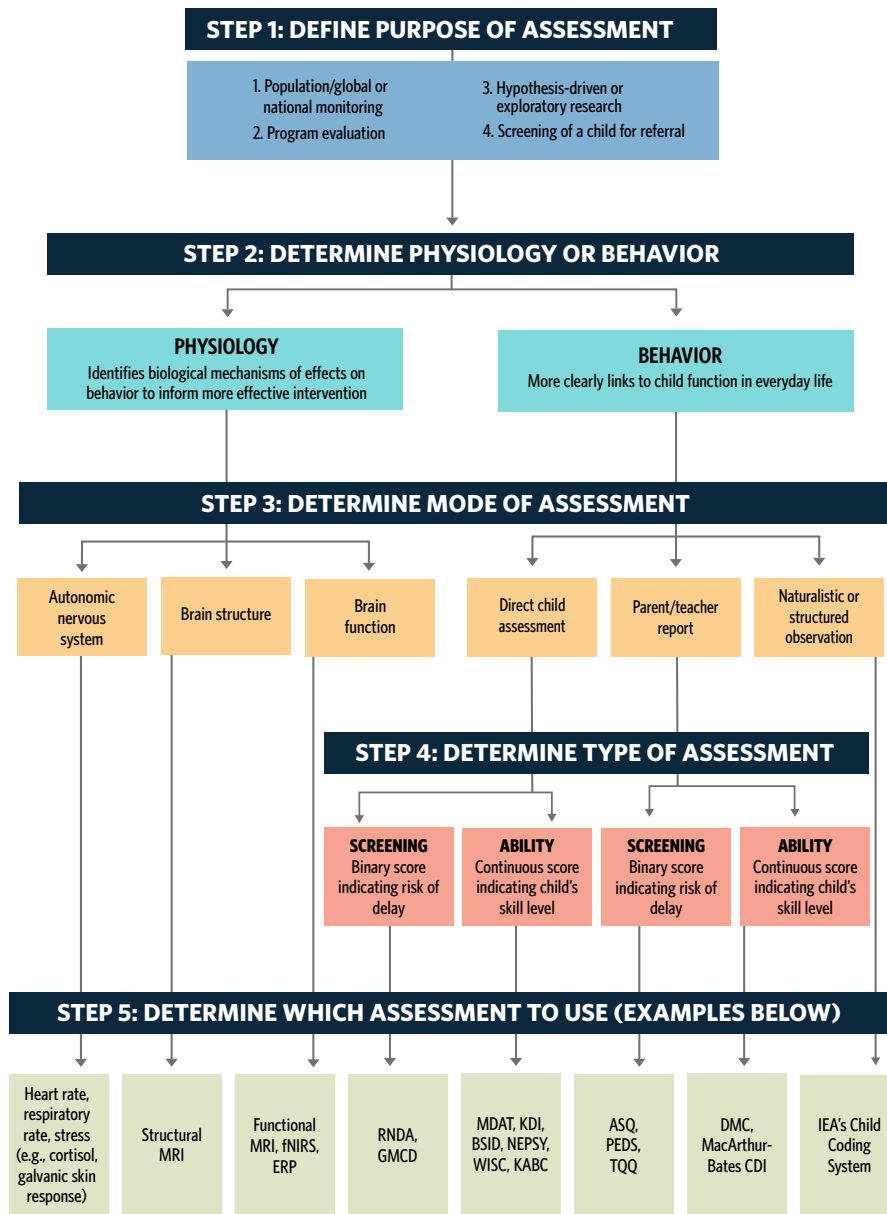 STEP 1: DEFINE PURPOSE OF ASSESSMENT
1. Population/global or
national monitoring
2. Program evaluation
3. Hypothesis-driven or
exploratory research
4. Screening of a child for referral
STEP 2: DETERMINE PHYSIOLOGY OR BEHAVIOR
PHYSIOLOGY
Identifies biological mechanisms of effects on
behavior to inform more effective intervention
BEHAVIOR
More clearly links to child function in everyday life
STEP 3: DETERMINE MODE OF ASSESSMENT
Autonomic
nervous
system
Brain structure
Brain
function
Direct child
assessment
Parent/teacher
report
Naturalistic or
structured
observation
STEP 4: DETERMINE TYPE OF ASSESSMENT
SCREENING
Binary score
indicating risk of
delay
ABILITY
Continuous score
indicating child's
skill level
SCREENING
Binary score
indicating risk of
delay
ABILITY
Continuous score
indicating child's
skill level
STEP 5: DETERMINE WHICH ASSESSMENT TO USE (EXAMPLES BELOW)
Heart rate,
respiratory
rate, stress
(e.g., cortisol,
galvanic skin
response)
Structural
MRI
Functional
MRI, fNIRS,
ERP
RNDA,
GMCD
MDAT, KDI,
BSID, NEPSY,
WISC, KABC
ASQ,
PEDS,
TQQ
DMC,
MacArthur-
Bates CDI
IEA's Child
Coding
System